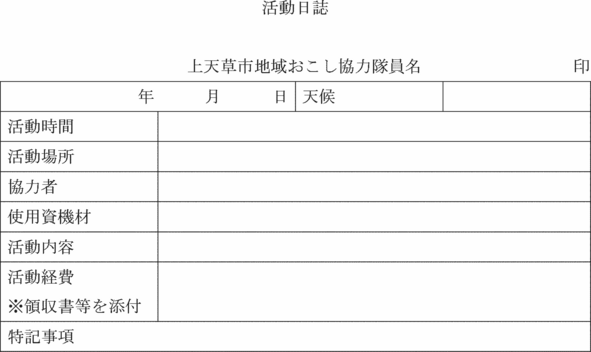 活動日誌
上天草市地域おこし協力隊員名 印
年 月 日 天候
活動時間
活動場所
協力者
使用資機材
活動内容
活動経費
※領収書等を添付
特記事項